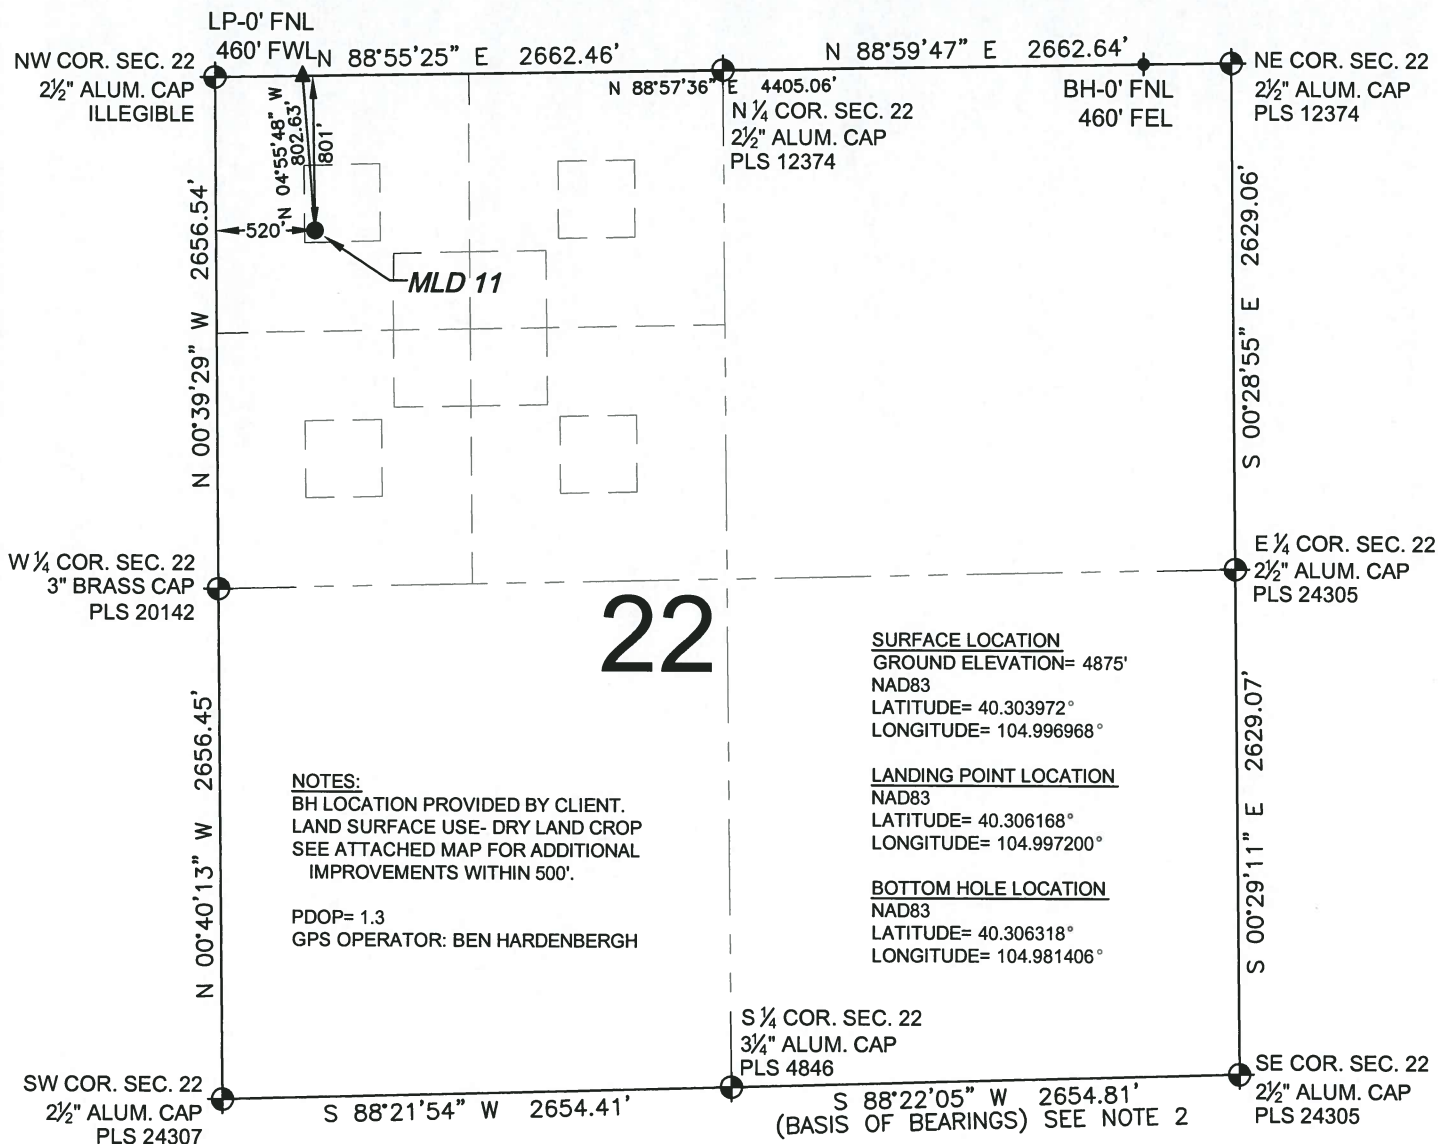 LP-0' FNL
460' FWL
N 88°55'25" E 2662.46'
N 88°59'47" E 2662.64'
NW COR. SEC. 22
2½" ALUM. CAP
ILLEGIBLE
N 88°57'36" E 4405.06'
N ¼ COR. SEC. 22
2½" ALUM. CAP
PLS 12374
BH-0' FNL
460' FEL
NE COR. SEC. 22
2½" ALUM. CAP
PLS 12374
N 04°55'48" W
802.63'
801'
520'
MLD 11
N 00°39'29" W 2656.54'
S 00°28'55" E 2629.06'
W ¼ COR. SEC. 22
3" BRASS CAP
PLS 20142
E ¼ COR. SEC. 22
2½" ALUM. CAP
PLS 24305
22
SURFACE LOCATION
GROUND ELEVATION= 4875'
NAD83
LATITUDE= 40.303972°
LONGITUDE= 104.996968°
LANDING POINT LOCATION
NAD83
LATITUDE= 40.306168°
LONGITUDE= 104.997200°
BOTTOM HOLE LOCATION
NAD83
LATITUDE= 40.306318°
LONGITUDE= 104.981406°
NOTES:
BH LOCATION PROVIDED BY CLIENT.
LAND SURFACE USE- DRY LAND CROP
SEE ATTACHED MAP FOR ADDITIONAL
IMPROVEMENTS WITHIN 500'.
PDOP= 1.3
GPS OPERATOR: BEN HARDENBERGH
N 00°40'13" W 2656.45'
S 00°29'11" E 2629.07'
S ¼ COR. SEC. 22
3¼" ALUM. CAP
PLS 4846
SW COR. SEC. 22
2½" ALUM. CAP
PLS 24307
SE COR. SEC. 22
2½" ALUM. CAP
PLS 24305
S 88°21'54" W 2654.41'
S 88°22'05" W 2654.81'
(BASIS OF BEARINGS) SEE NOTE 2